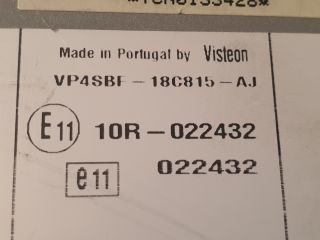 Made in Portugal by Visteon
VP4SBF - 18C815 - AJ
E11 10R - 022432
e11 022432